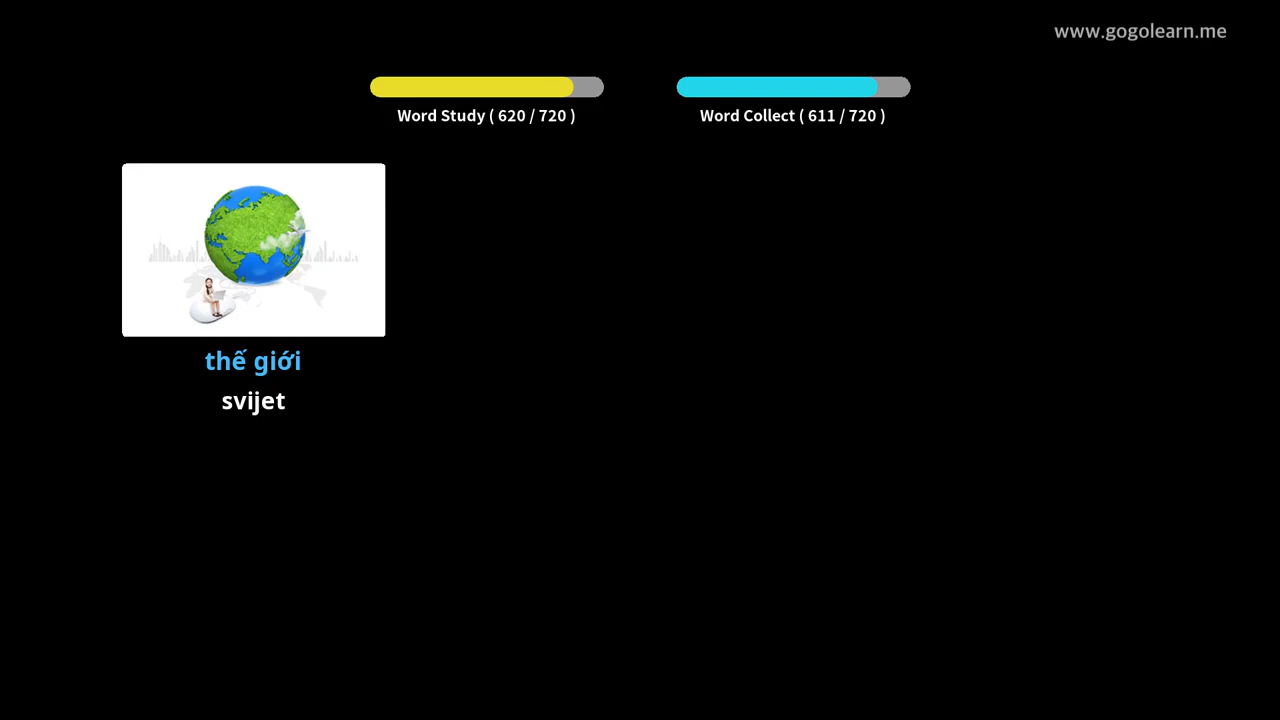 www.gogolearn.me
Word Study ( 620 / 720 )
Word Collect ( 611 / 720 )
thế giới
svijet